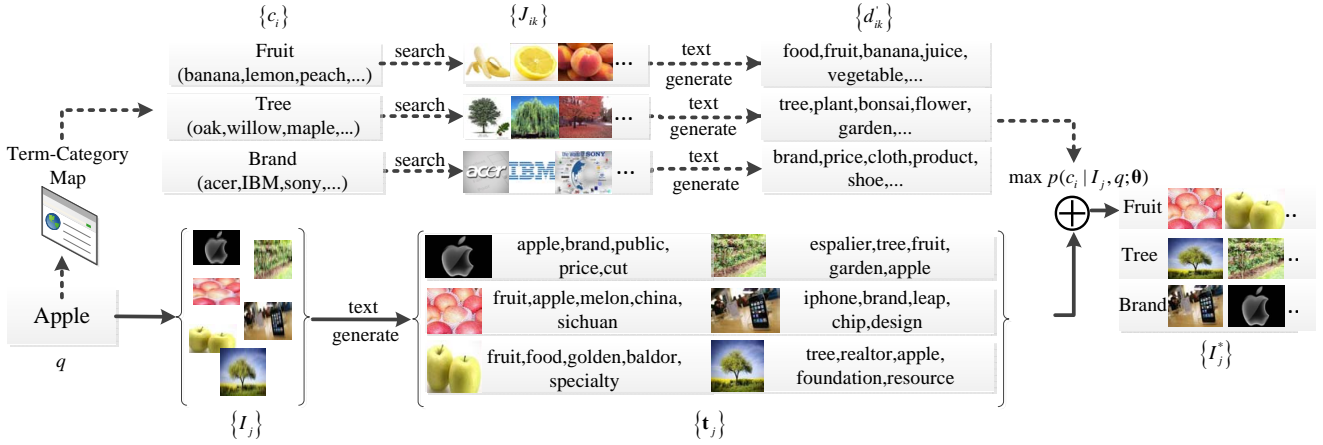 {c_i}
{J_ik}
{d'_ik}
Fruit
(banana,lemon,peach,...)
search
...
text
generate
food,fruit,banana,juice,
vegetable,...
Tree
(oak,willow,maple,...)
search
...
text
generate
tree,plant,bonsai,flower,
garden,...
Brand
(acer,IBM,sony,...)
search
acer
IBM
SONY
...
text
generate
brand,price,cloth,product,
shoe,...
Term-Category
Map
max p(c_i | I_j, q; θ)
Apple
q
text
generate
apple,brand,public,
price,cut
espalier,tree,fruit,
garden,apple
fruit,apple,melon,china,
sichuan
iphone,brand,leap,
chip,design
fruit,food,golden,baldor,
specialty
tree,realtor,apple,
foundation,resource
Fruit
..
Tree
..
Brand
..
{I_j}
{t_j}
{I_j^*}